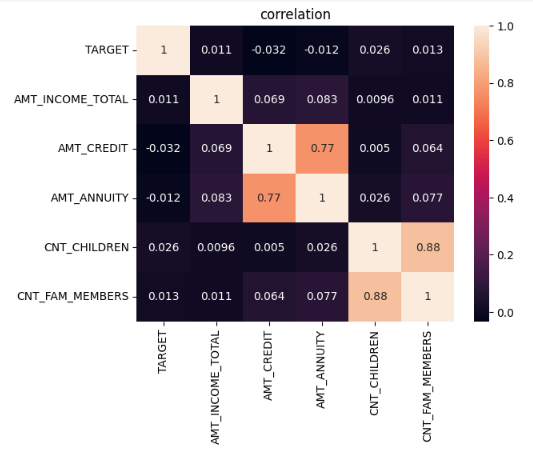 correlation
TARGET 1 0.011 -0.032 -0.012 0.026 0.013
AMT_INCOME_TOTAL 0.011 1 0.069 0.083 0.0096 0.011
AMT_CREDIT -0.032 0.069 1 0.77 0.005 0.064
AMT_ANNUITY -0.012 0.083 0.77 1 0.026 0.077
CNT_CHILDREN 0.026 0.0096 0.005 0.026 1 0.88
CNT_FAM_MEMBERS 0.013 0.011 0.064 0.077 0.88 1
TARGET
AMT_INCOME_TOTAL
AMT_CREDIT
AMT_ANNUITY
CNT_CHILDREN
CNT_FAM_MEMBERS
1.0
0.8
0.6
0.4
0.2
0.0